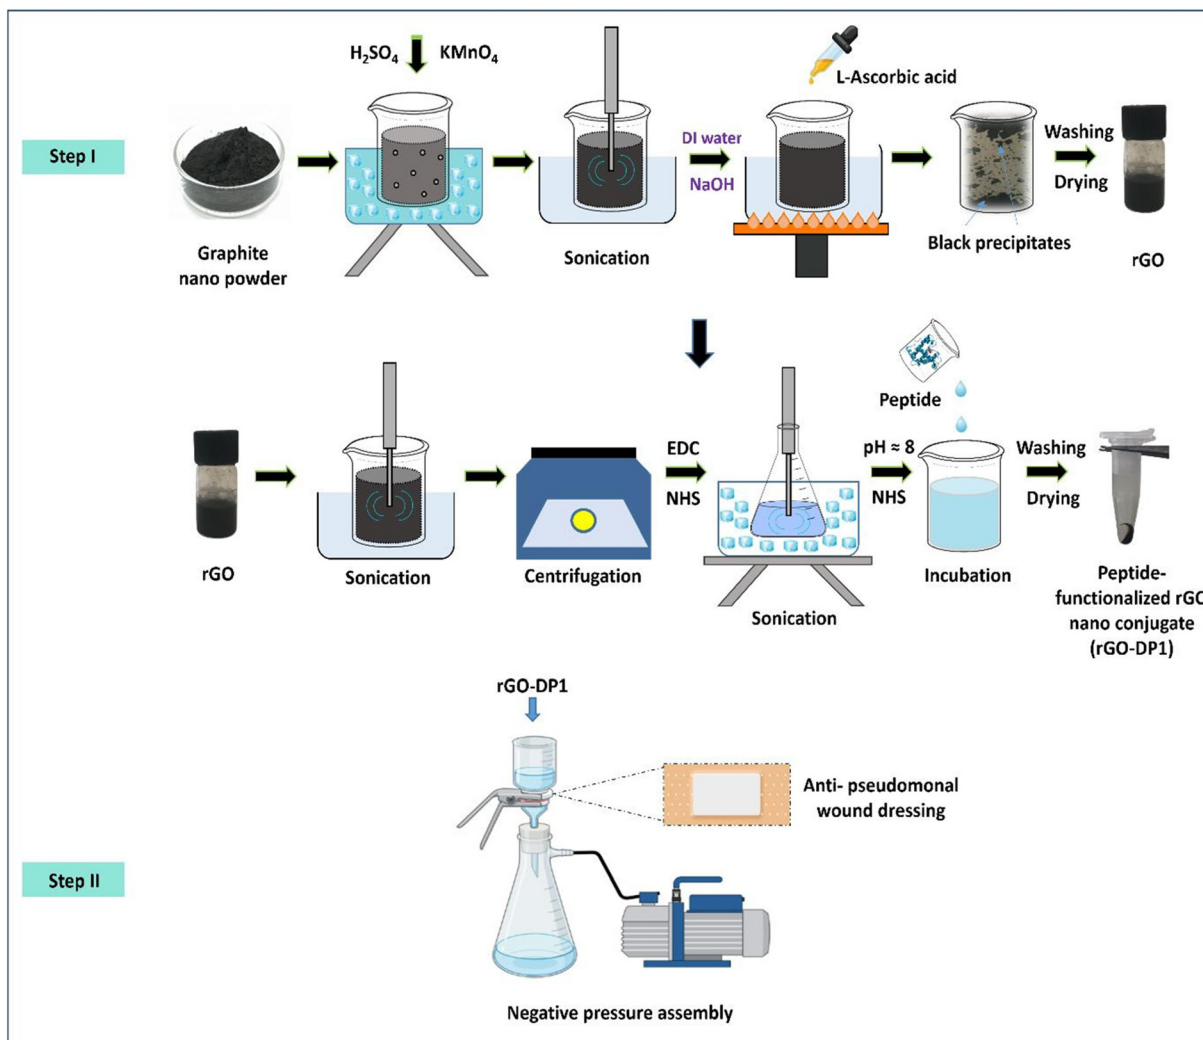 H₂SO₄ KMnO₄
L-Ascorbic acid
Step I
DI water
NaOH
Washing
Drying
Graphite
nano powder
Sonication
Black precipitates
rGO
Peptide
EDC
NHS
pH ≈ 8
NHS
Washing
Drying
rGO
Sonication
Centrifugation
Sonication
Incubation
Peptide-
functionalized rGO
nano conjugate
(rGO-DP1)
rGO-DP1
Anti- pseudomonal
wound dressing
Step II
Negative pressure assembly